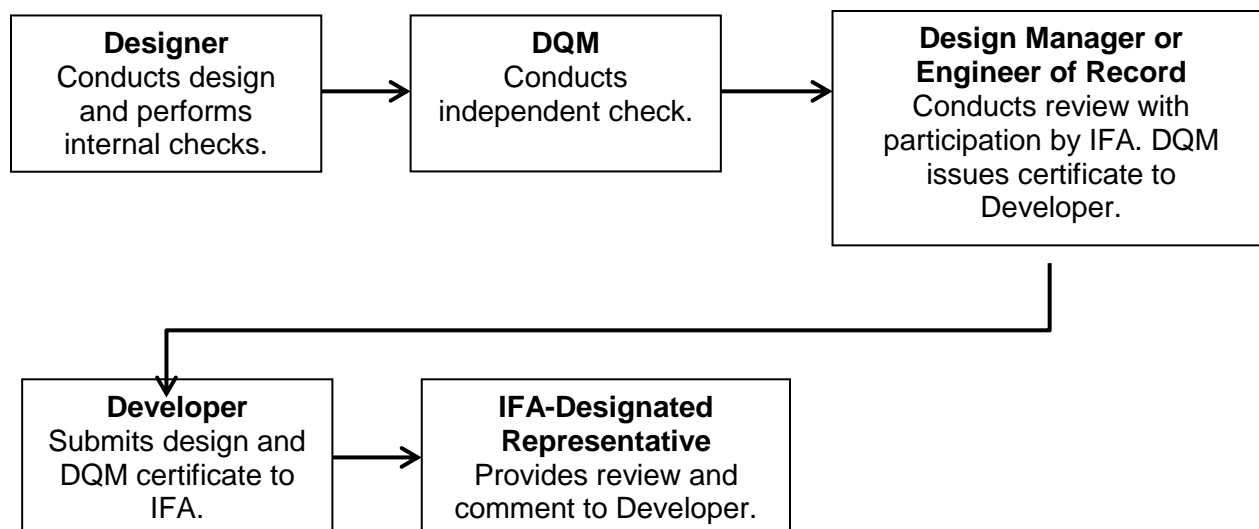 Designer
Conducts design
and performs
internal checks.
DQM
Conducts
independent check.
Design Manager or
Engineer of Record
Conducts review with
participation by IFA. DQM
issues certificate to
Developer.
Developer
Submits design and
DQM certificate to
IFA.
IFA-Designated
Representative
Provides review and
comment to Developer.